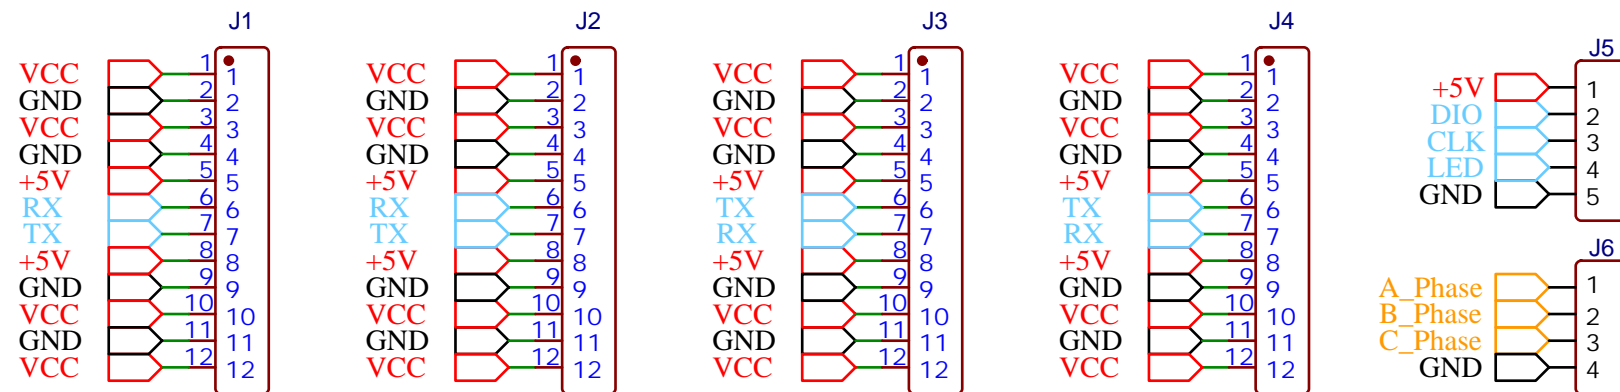 J1
VCC 1 1
GND 2 2
VCC 3 3
GND 4 4
+5V 5 5
RX 6 6
TX 7 7
+5V 8 8
GND 9 9
VCC 10 10
GND 11 11
VCC 12 12
J2
VCC 1 1
GND 2 2
VCC 3 3
GND 4 4
+5V 5 5
RX 6 6
TX 7 7
+5V 8 8
GND 9 9
VCC 10 10
GND 11 11
VCC 12 12
J3
VCC 1 1
GND 2 2
VCC 3 3
GND 4 4
+5V 5 5
TX 6 6
RX 7 7
+5V 8 8
GND 9 9
VCC 10 10
GND 11 11
VCC 12 12
J4
VCC 1 1
GND 2 2
VCC 3 3
GND 4 4
+5V 5 5
TX 6 6
RX 7 7
+5V 8 8
GND 9 9
VCC 10 10
GND 11 11
VCC 12 12
J5
+5V 1
DIO 2
CLK 3
LED 4
GND 5
J6
A_Phase 1
B_Phase 2
C_Phase 3
GND 4